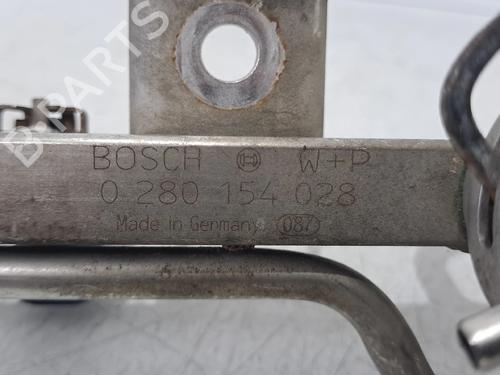 BOSCH W+P
0 280 154 028
Made in Germany 087
B-PARTS